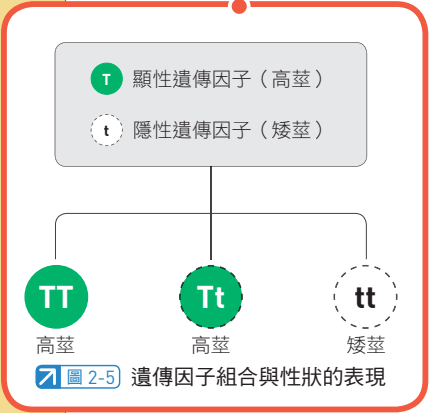 T 顯性遺傳因子（高莖）
t 隱性遺傳因子（矮莖）
TT Tt tt
高莖 高莖 矮莖
圖 2-5 遺傳因子組合與性狀的表現